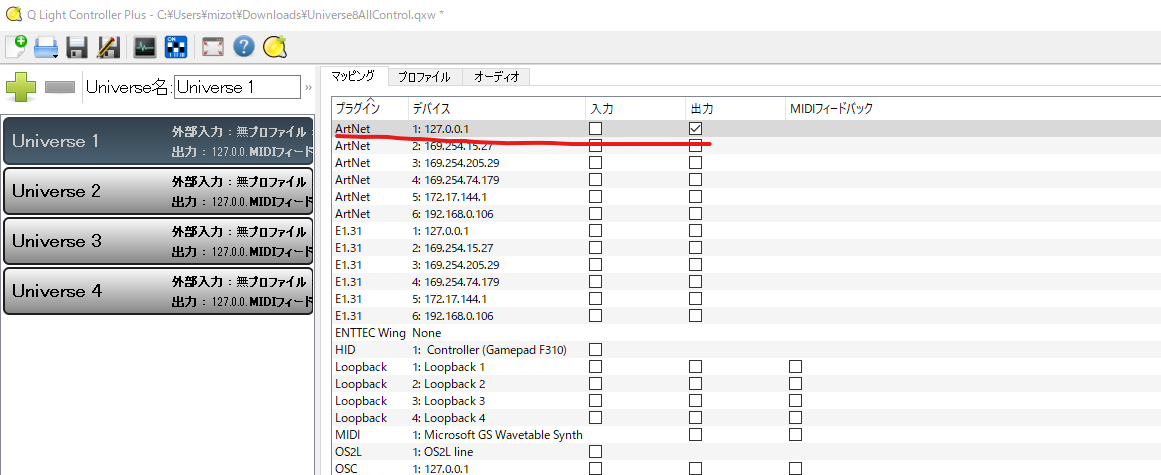 Q Light Controller Plus - C:¥Users¥mizot¥Downloads¥Universe8AllControl.qxw *
ON
Universe名: Universe 1 »
Universe 1 外部入力：無プロファイル：
出力： 127.0.0.MIDIフィード
Universe 2 外部入力：無プロファイル
出力： 127.0.0.MIDIフィード
Universe 3 外部入力：無プロファイル
出力： 127.0.0.MIDIフィード
Universe 4 外部入力：無プロファイル
出力： 127.0.0.MIDIフィード
マッピング プロファイル オーディオ
プラグイン デバイス 入力 出力 MIDIフィードバック
ArtNet 1: 127.0.0.1
ArtNet 2: 169.254.15.27
ArtNet 3: 169.254.205.29
ArtNet 4: 169.254.74.179
ArtNet 5: 172.17.144.1
ArtNet 6: 192.168.0.106
E1.31 1: 127.0.0.1
E1.31 2: 169.254.15.27
E1.31 3: 169.254.205.29
E1.31 4: 169.254.74.179
E1.31 5: 172.17.144.1
E1.31 6: 192.168.0.106
ENTTEC Wing None
HID 1: Controller (Gamepad F310)
Loopback 1: Loopback 1
Loopback 2: Loopback 2
Loopback 3: Loopback 3
Loopback 4: Loopback 4
MIDI 1: Microsoft GS Wavetable Synth
OS2L 1: OS2L line
OSC 1: 127.0.0.1